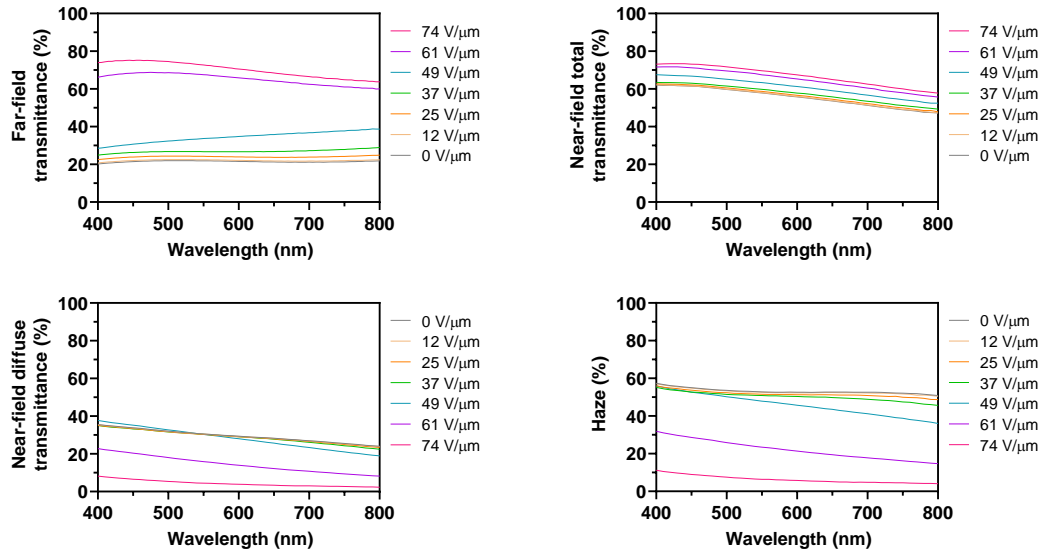 Far-field
transmittance (%)
100
80
60
40
20
0
400
500
600
700
800
Wavelength (nm)
74 V/μm
61 V/μm
49 V/μm
37 V/μm
25 V/μm
12 V/μm
0 V/μm
Near-field total
transmittance (%)
100
80
60
40
20
0
400
500
600
700
800
Wavelength (nm)
74 V/μm
61 V/μm
49 V/μm
37 V/μm
25 V/μm
12 V/μm
0 V/μm
Near-field diffuse
transmittance (%)
100
80
60
40
20
0
400
500
600
700
800
Wavelength (nm)
0 V/μm
12 V/μm
25 V/μm
37 V/μm
49 V/μm
61 V/μm
74 V/μm
Haze (%)
100
80
60
40
20
0
400
500
600
700
800
Wavelength (nm)
0 V/μm
12 V/μm
25 V/μm
37 V/μm
49 V/μm
61 V/μm
74 V/μm